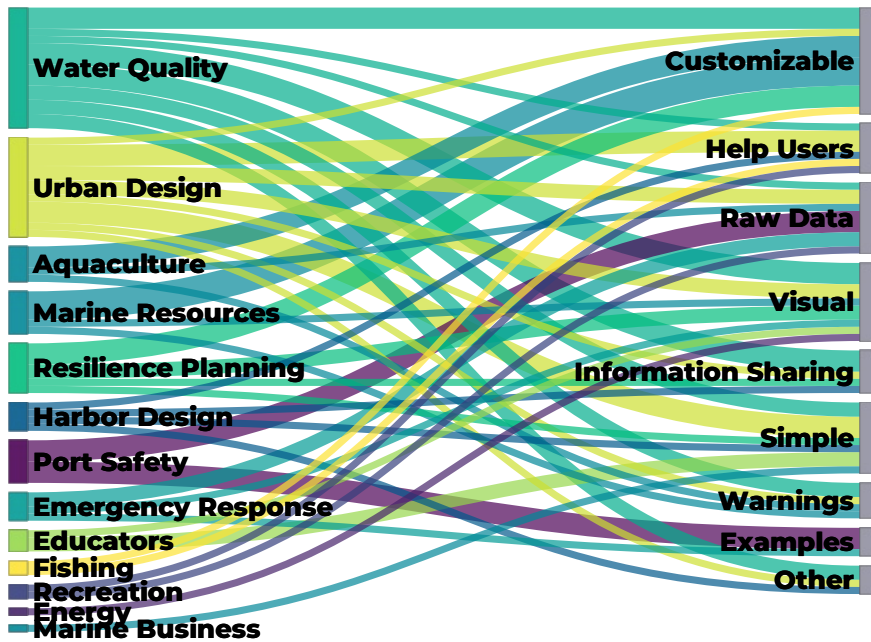 Water Quality
Urban Design
Aquaculture
Marine Resources
Resilience Planning
Harbor Design
Port Safety
Emergency Response
Educators
Fishing
Recreation
Energy
Marine Business
Customizable
Help Users
Raw Data
Visual
Information Sharing
Simple
Warnings
Examples
Other